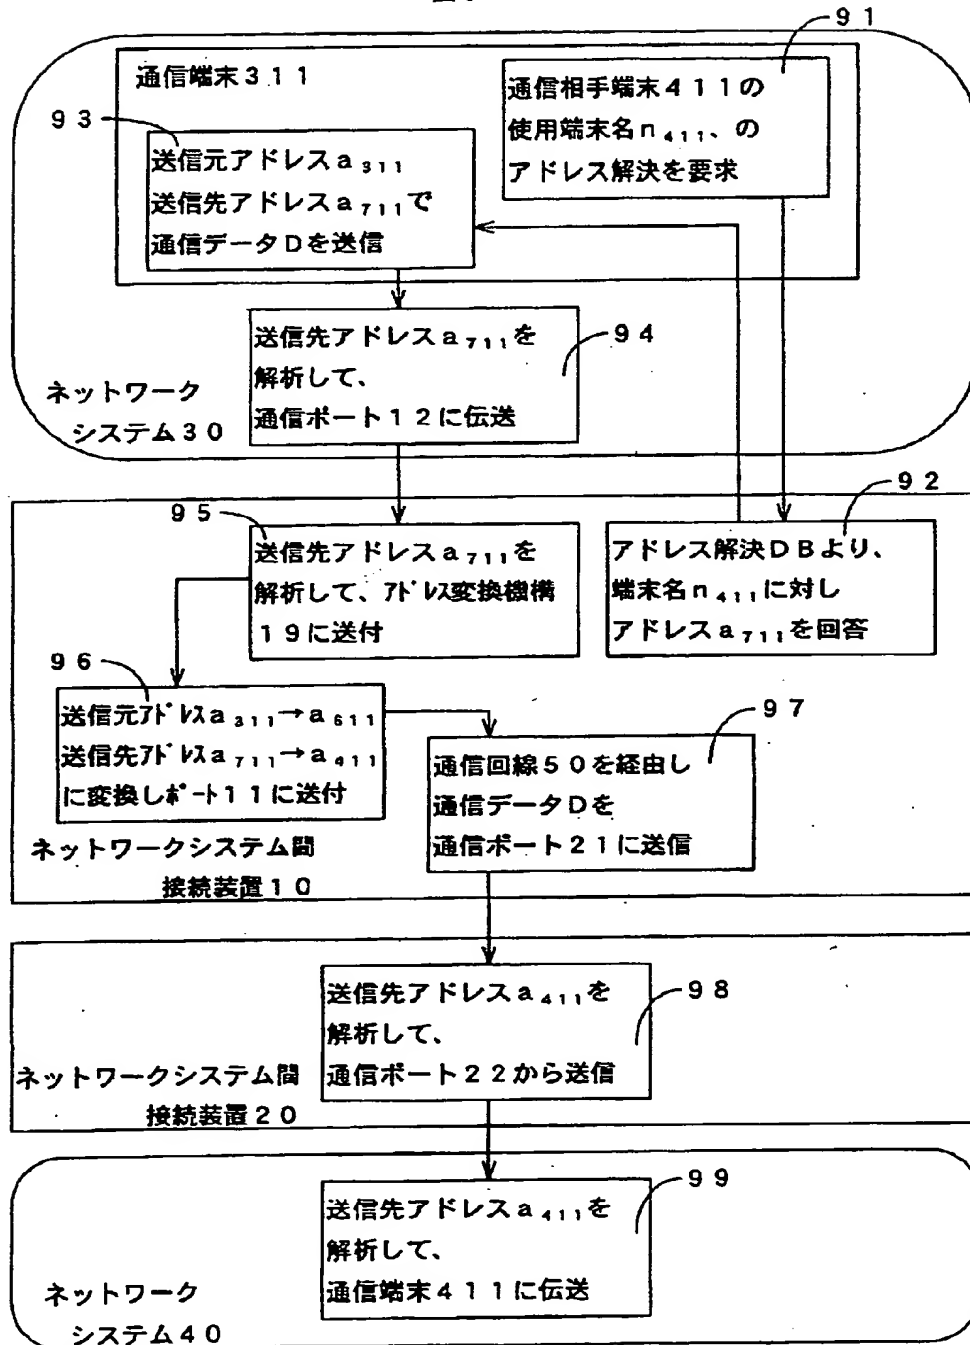 91
通信端末311
通信相手端末411の
使用端末名n₄₁₁、の
アドレス解決を要求
93
送信元アドレスa₃₁₁
送信先アドレスa₇₁₁で
通信データDを送信
送信先アドレスa₇₁₁を
解析して、
通信ポート12に伝送
94
ネットワーク
システム30
92
95
送信先アドレスa₇₁₁を
解析して、ｱﾄﾞﾚｽ変換機構
19に送付
アドレス解決DBより、
端末名n₄₁₁に対し
アドレスa₇₁₁を回答
96
送信元ｱﾄﾞﾚｽa₃₁₁→a₆₁₁
送信先ｱﾄﾞﾚｽa₇₁₁→a₄₁₁
に変換しﾎﾟｰﾄ11に送付
97
通信回線50を経由し
通信データDを
通信ポート21に送信
ネットワークシステム間
接続装置10
送信先アドレスa₄₁₁を
解析して、
通信ポート22から送信
98
ネットワークシステム間
接続装置20
99
送信先アドレスa₄₁₁を
解析して、
通信端末411に伝送
ネットワーク
システム40